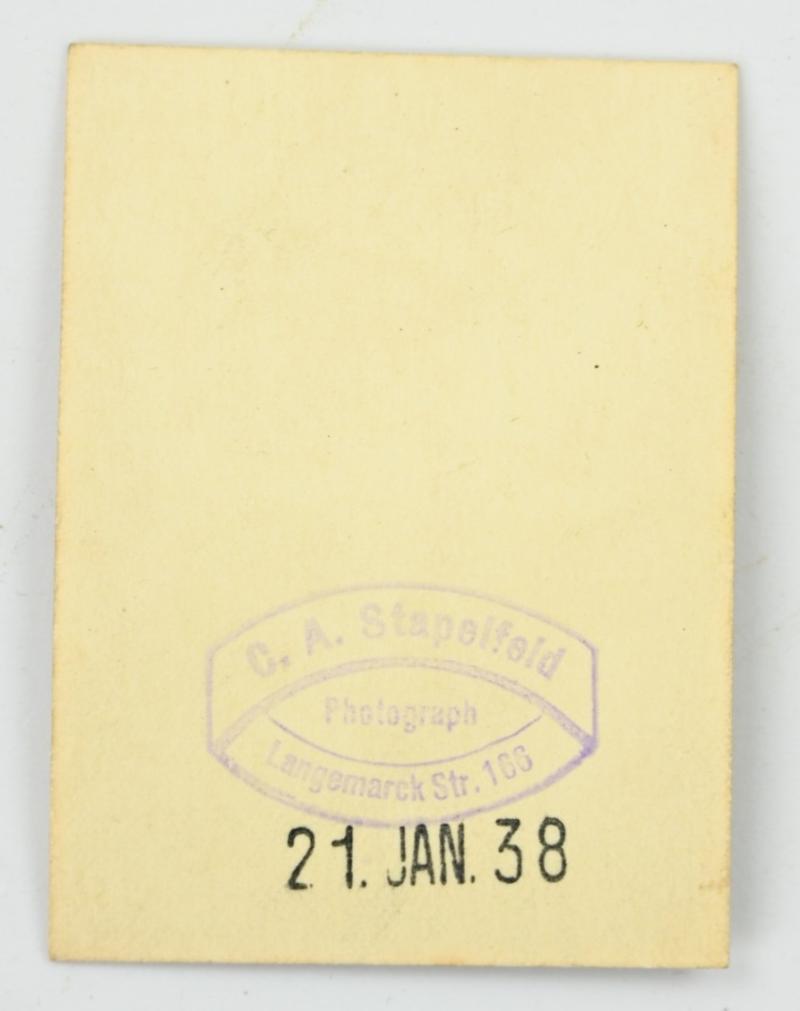 C. A. Stapelfeld
Photograph
Langemarck Str. 166
21. JAN. 38